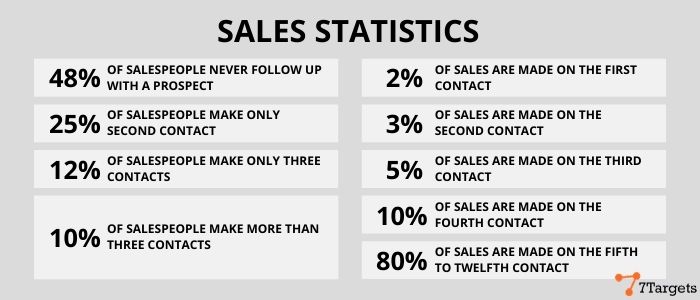 SALES STATISTICS
48% OF SALESPEOPLE NEVER FOLLOW UP
WITH A PROSPECT
25% OF SALESPEOPLE MAKE ONLY
SECOND CONTACT
12% OF SALESPEOPLE MAKE ONLY THREE
CONTACTS
10% OF SALESPEOPLE MAKE MORE THAN
THREE CONTACTS
2% OF SALES ARE MADE ON THE FIRST
CONTACT
3% OF SALES ARE MADE ON THE
SECOND CONTACT
5% OF SALES ARE MADE ON THE THIRD
CONTACT
10% OF SALES ARE MADE ON THE
FOURTH CONTACT
80% OF SALES ARE MADE ON THE FIFTH
TO TWELFTH CONTACT
7Targets